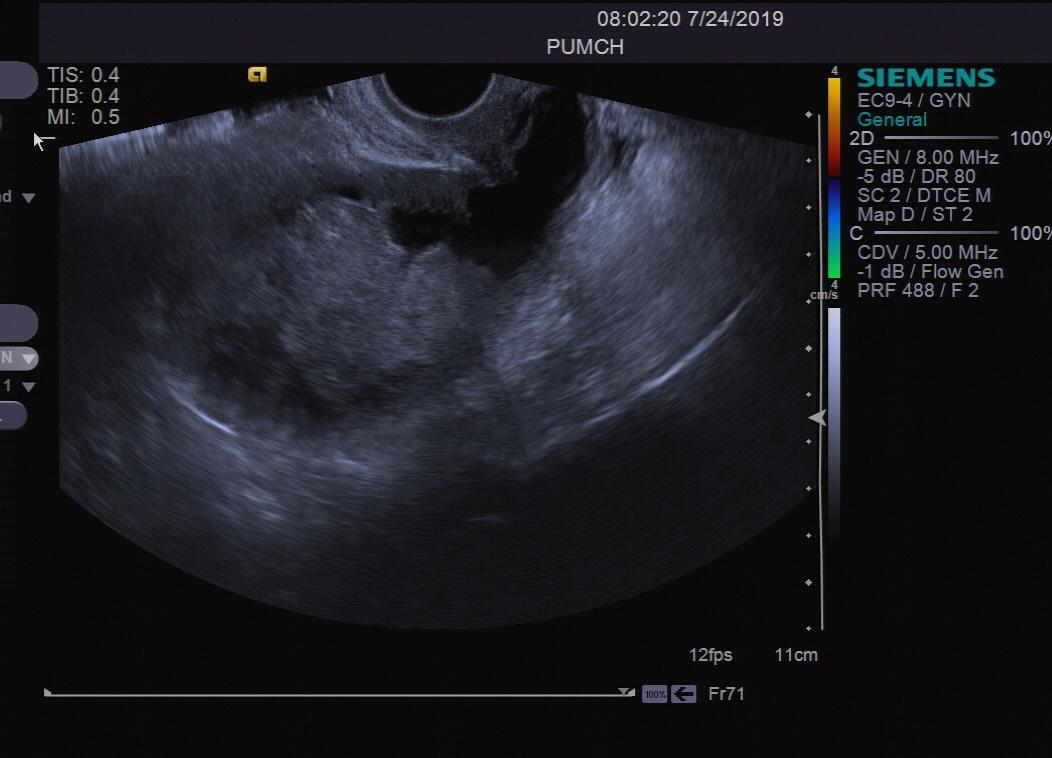 08:02:20 7/24/2019
PUMCH
TIS: 0.4
TIB: 0.4
MI: 0.5
4
SIEMENS
EC9-4 / GYN
General
2D 100%
GEN / 8.00 MHz
-5 dB / DR 80
SC 2 / DTCE M
Map D / ST 2
C 100%
CDV / 5.00 MHz
-1 dB / Flow Gen
PRF 488 / F 2
4
cm/s
nd
N
1
12fps 11cm
100% Fr71